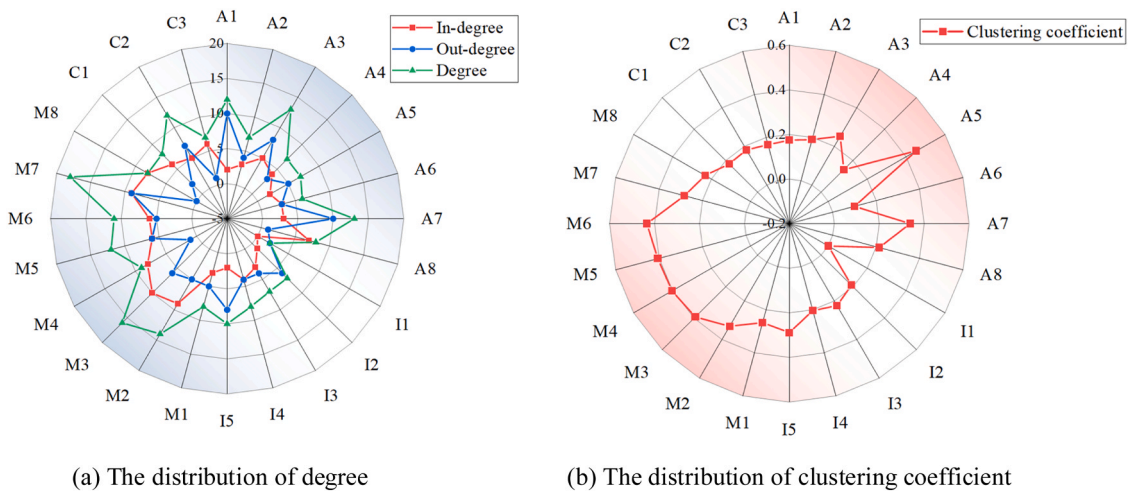 A1
A2
A3
A4
A5
A6
A7
A8
I1
I2
I3
I4
I5
M1
M2
M3
M4
M5
M6
M7
M8
C1
C2
C3
20
15
10
5
0
-5
In-degree
Out-degree
Degree
(a) The distribution of degree
A1
A2
A3
A4
A5
A6
A7
A8
I1
I2
I3
I4
I5
M1
M2
M3
M4
M5
M6
M7
M8
C1
C2
C3
0.6
0.4
0.2
0.0
-0.2
Clustering coefficient
(b) The distribution of clustering coefficient